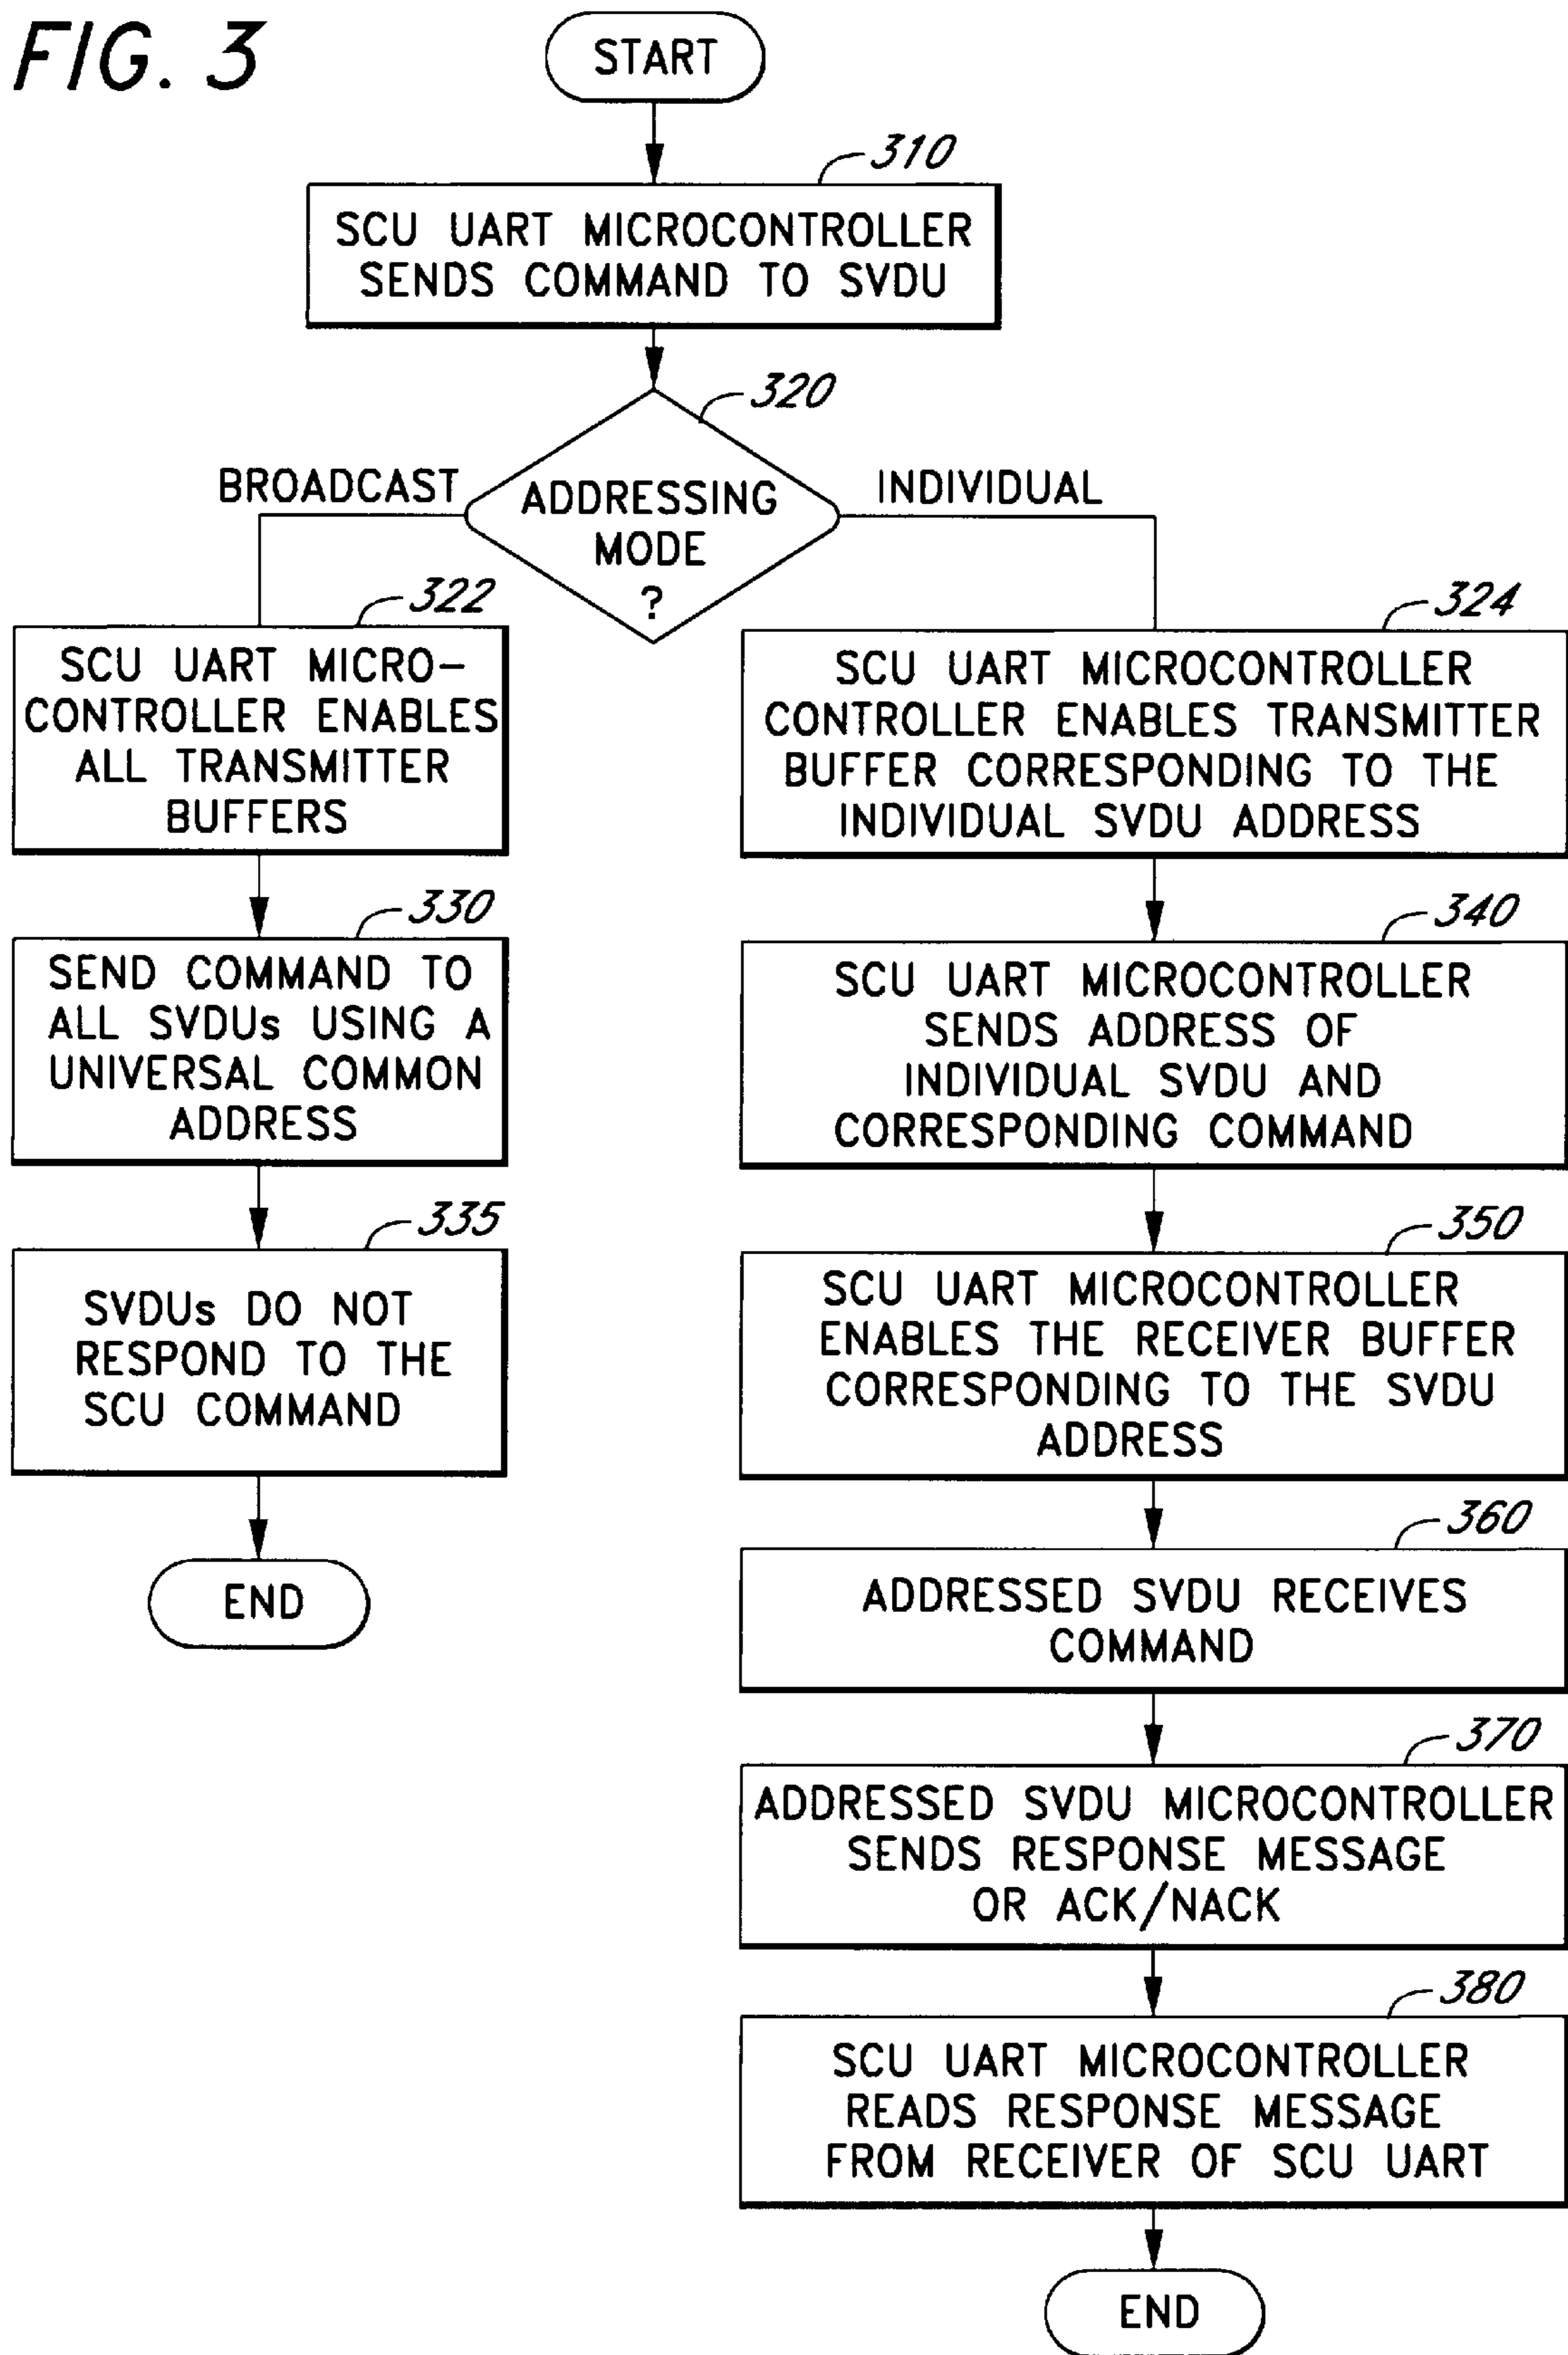 FIG. 3
START
310
SCU UART MICROCONTROLLER
SENDS COMMAND TO SVDU
320
ADDRESSING
MODE
?
BROADCAST
INDIVIDUAL
322
SCU UART MICRO-
CONTROLLER ENABLES
ALL TRANSMITTER
BUFFERS
330
SEND COMMAND TO
ALL SVDUs USING A
UNIVERSAL COMMON
ADDRESS
335
SVDUs DO NOT
RESPOND TO THE
SCU COMMAND
END
324
SCU UART MICROCONTROLLER
CONTROLLER ENABLES TRANSMITTER
BUFFER CORRESPONDING TO THE
INDIVIDUAL SVDU ADDRESS
340
SCU UART MICROCONTROLLER
SENDS ADDRESS OF
INDIVIDUAL SVDU AND
CORRESPONDING COMMAND
350
SCU UART MICROCONTROLLER
ENABLES THE RECEIVER BUFFER
CORRESPONDING TO THE SVDU
ADDRESS
360
ADDRESSED SVDU RECEIVES
COMMAND
370
ADDRESSED SVDU MICROCONTROLLER
SENDS RESPONSE MESSAGE
OR ACK/NACK
380
SCU UART MICROCONTROLLER
READS RESPONSE MESSAGE
FROM RECEIVER OF SCU UART
END